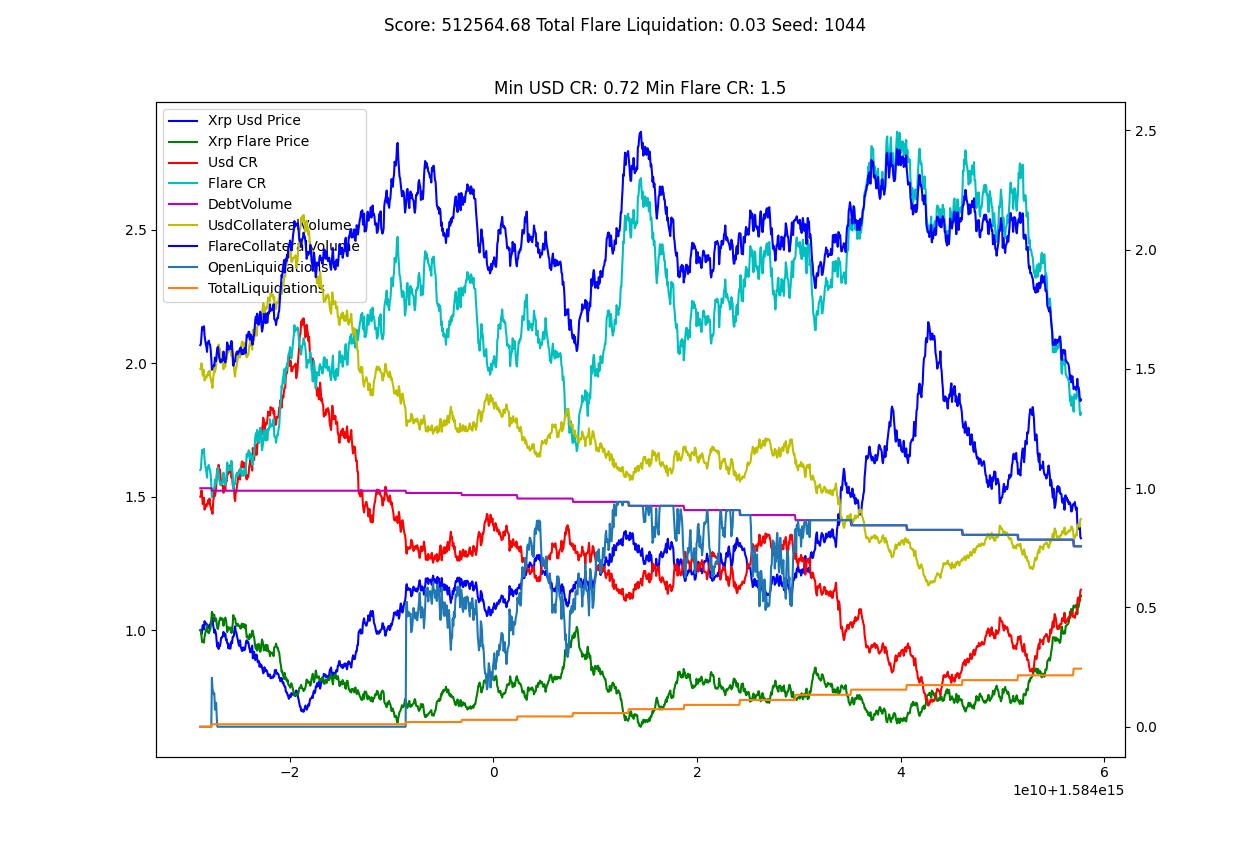 Score: 512564.68 Total Flare Liquidation: 0.03 Seed: 1044
Min USD CR: 0.72 Min Flare CR: 1.5
Xrp Usd Price
Xrp Flare Price
Usd CR
Flare CR
DebtVolume
UsdCollateralVolume
FlareCollateralVolume
OpenLiquidations
TotalLiquidations
2.5
2.0
1.5
1.0
2.5
2.0
1.5
1.0
0.5
0.0
−2
0
2
4
6
1e10+1.584e15